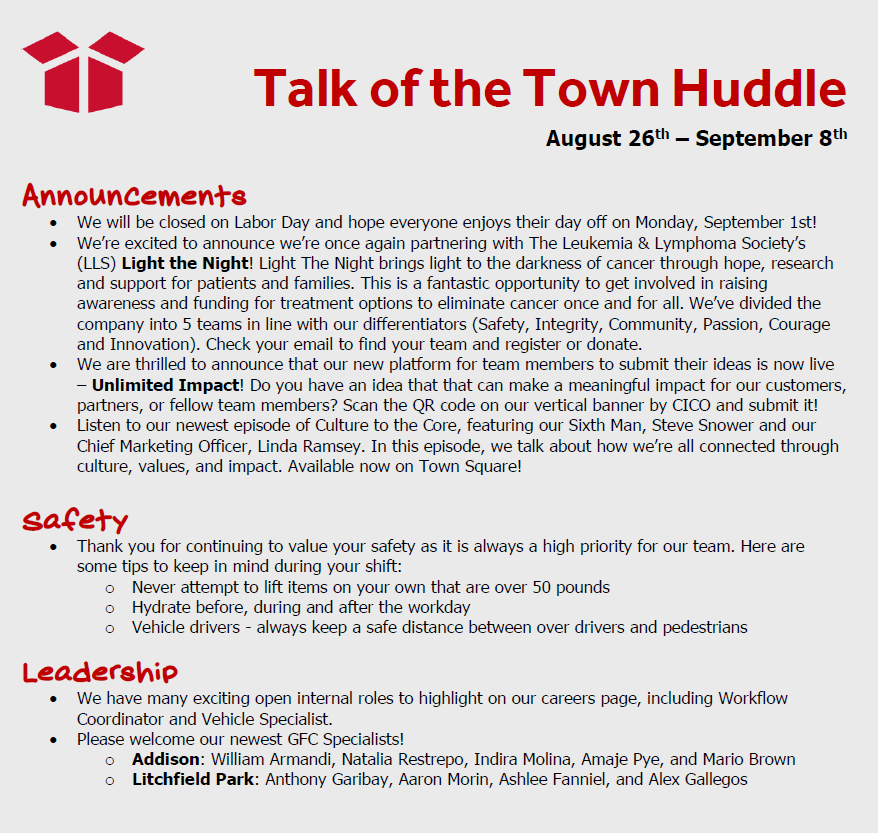 Talk of the Town Huddle
August 26th – September 8th
Announcements
• We will be closed on Labor Day and hope everyone enjoys their day off on Monday, September 1st!
• We’re excited to announce we’re once again partnering with The Leukemia & Lymphoma Society’s
(LLS) Light the Night! Light The Night brings light to the darkness of cancer through hope, research
and support for patients and families. This is a fantastic opportunity to get involved in raising
awareness and funding for treatment options to eliminate cancer once and for all. We’ve divided the
company into 5 teams in line with our differentiators (Safety, Integrity, Community, Passion, Courage
and Innovation). Check your email to find your team and register or donate.
• We are thrilled to announce that our new platform for team members to submit their ideas is now live
– Unlimited Impact! Do you have an idea that that can make a meaningful impact for our customers,
partners, or fellow team members? Scan the QR code on our vertical banner by CICO and submit it!
• Listen to our newest episode of Culture to the Core, featuring our Sixth Man, Steve Snower and our
Chief Marketing Officer, Linda Ramsey. In this episode, we talk about how we’re all connected through
culture, values, and impact. Available now on Town Square!
Safety
• Thank you for continuing to value your safety as it is always a high priority for our team. Here are
some tips to keep in mind during your shift:
o Never attempt to lift items on your own that are over 50 pounds
o Hydrate before, during and after the workday
o Vehicle drivers - always keep a safe distance between over drivers and pedestrians
Leadership
• We have many exciting open internal roles to highlight on our careers page, including Workflow
Coordinator and Vehicle Specialist.
• Please welcome our newest GFC Specialists!
o Addison: William Armandi, Natalia Restrepo, Indira Molina, Amaje Pye, and Mario Brown
o Litchfield Park: Anthony Garibay, Aaron Morin, Ashlee Fanniel, and Alex Gallegos